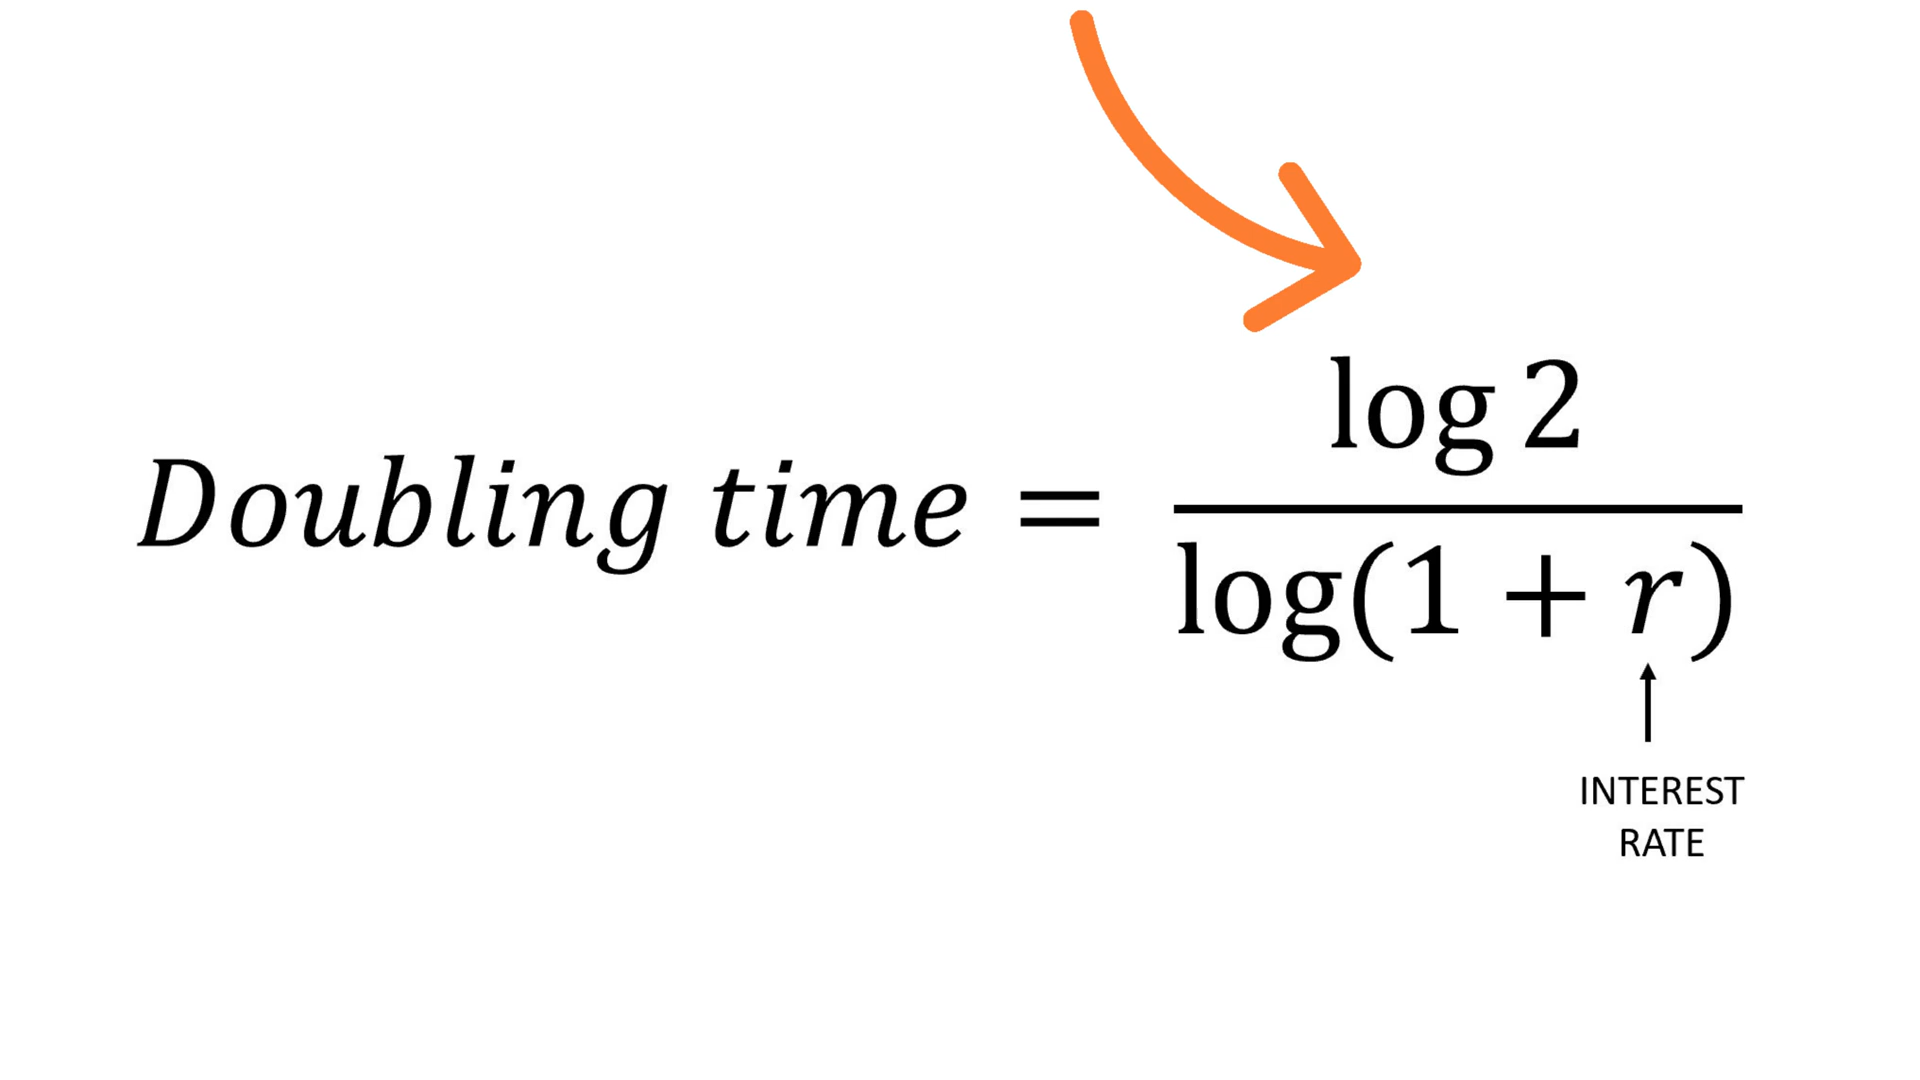 Doubling time = log 2 / log(1 + r)
INTEREST
RATE